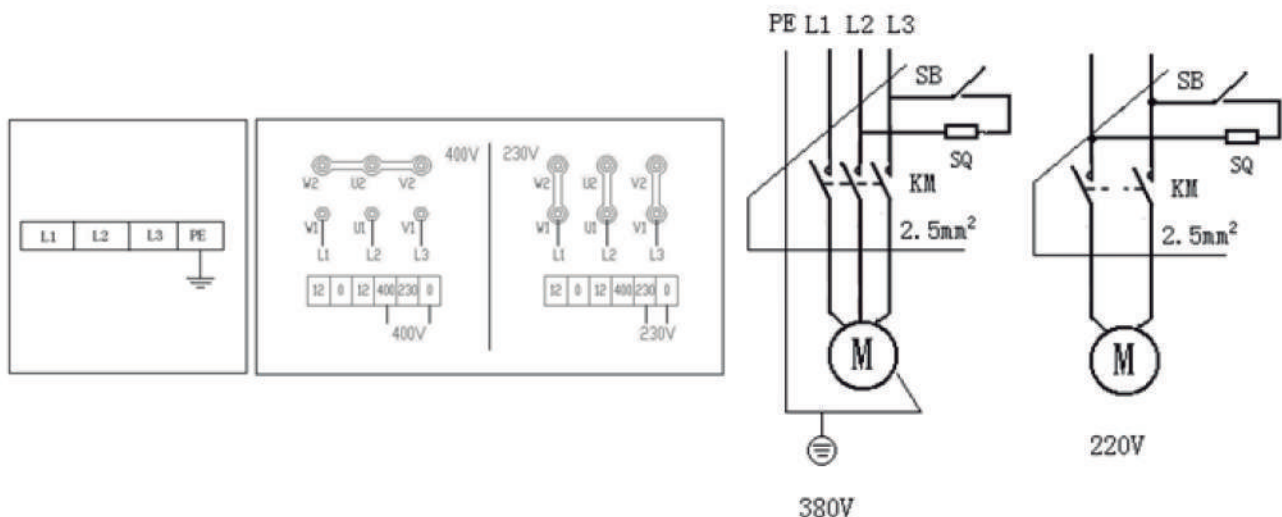 L1 L2 L3 PE
400V 230V
W2 U2 V2 W2 U2 V2
W1 U1 V1 W1 U1 V1
L1 L2 L3 L1 L2 L3
12 0 12 400 230 0 12 0 12 400 230 0
400V 230V
PE L1 L2 L3
SB
SQ
KM
2.5mm²
M
380V
SB
SQ
KM
2.5mm²
M
220V